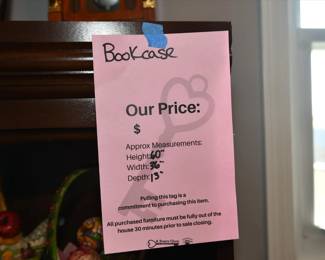 Bookcase
Our Price:
$
Approx Measurements:
Height: 60"
Width: 36"
Depth: 13"
Pulling this tag is a
commitment to purchasing this item.
All purchased furniture must be fully out of the
house 30 minutes prior to sale closing.